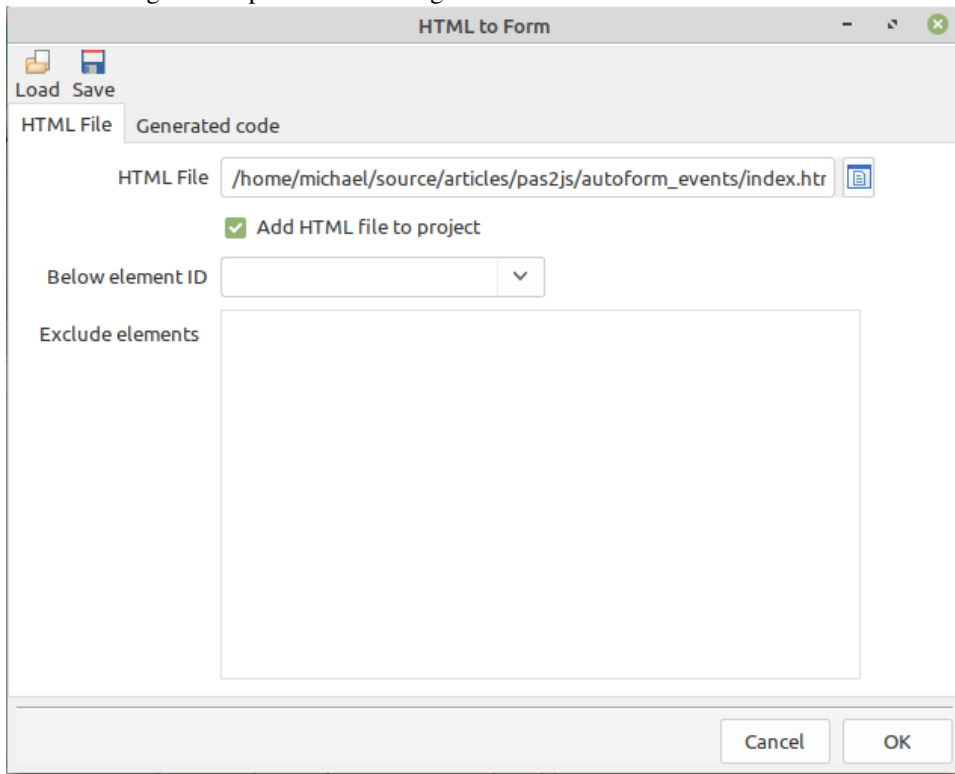 HTML to Form
Load Save
HTML File Generated code
HTML File /home/michael/source/articles/pas2js/autoform_events/index.htr
Add HTML file to project
Below element ID
Exclude elements
Cancel OK